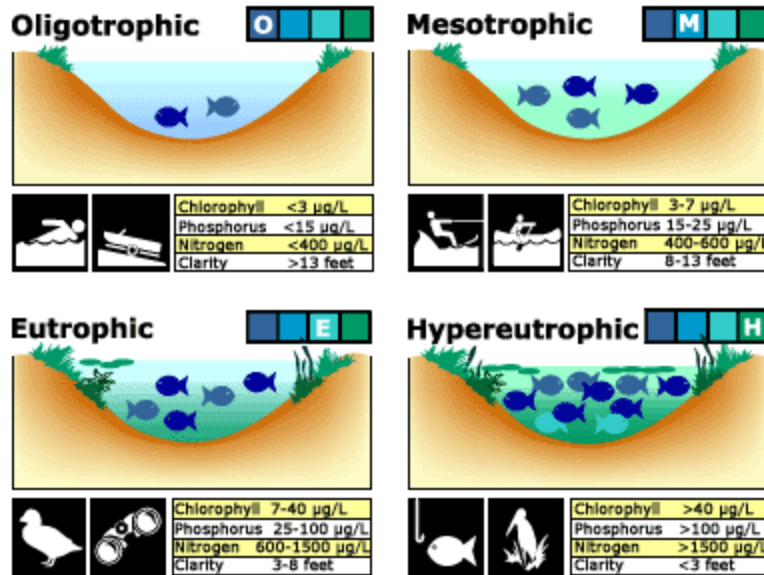 Oligotrophic O
Chlorophyll <3 µg/L
Phosphorus <15 µg/L
Nitrogen <400 µg/L
Clarity >13 feet
Mesotrophic M
Chlorophyll 3-7 µg/L
Phosphorus 15-25 µg/L
Nitrogen 400-600 µg/L
Clarity 8-13 feet
Eutrophic E
Chlorophyll 7-40 µg/L
Phosphorus 25-100 µg/L
Nitrogen 600-1500 µg/L
Clarity 3-8 feet
Hypereutrophic H
Chlorophyll >40 µg/L
Phosphorus >100 µg/L
Nitrogen >1500 µg/L
Clarity <3 feet